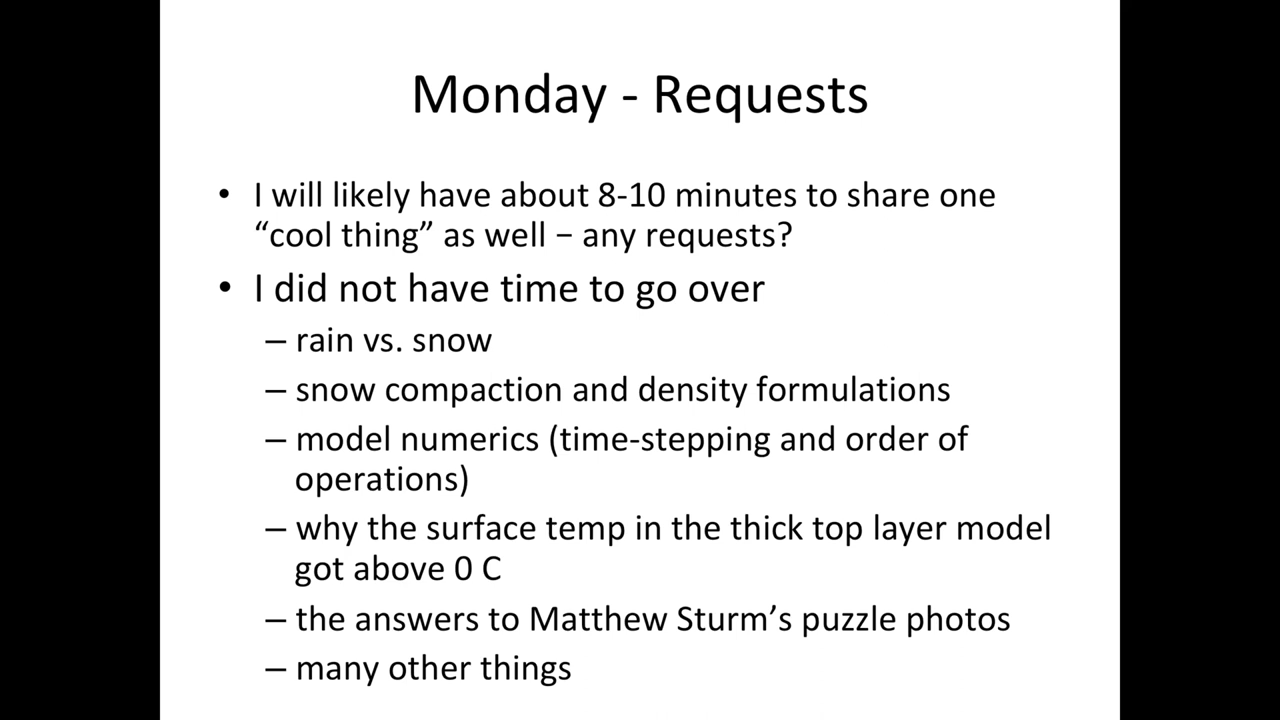 Monday - Requests
• I will likely have about 8-10 minutes to share one
“cool thing” as well – any requests?
• I did not have time to go over
– rain vs. snow
– snow compaction and density formulations
– model numerics (time-stepping and order of
operations)
– why the surface temp in the thick top layer model
got above 0 C
– the answers to Matthew Sturm’s puzzle photos
– many other things